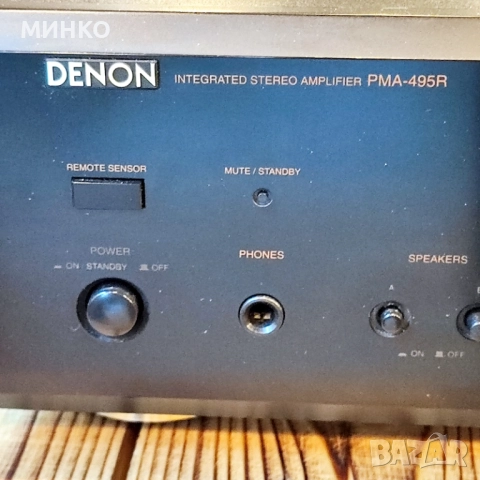 МИНКО
DENON INTEGRATED STEREO AMPLIFIER PMA-495R
REMOTE SENSOR
MUTE / STANDBY
POWER
ON / STANDBY OFF
PHONES
SPEAKERS
A B
ON OFF
BAZAR